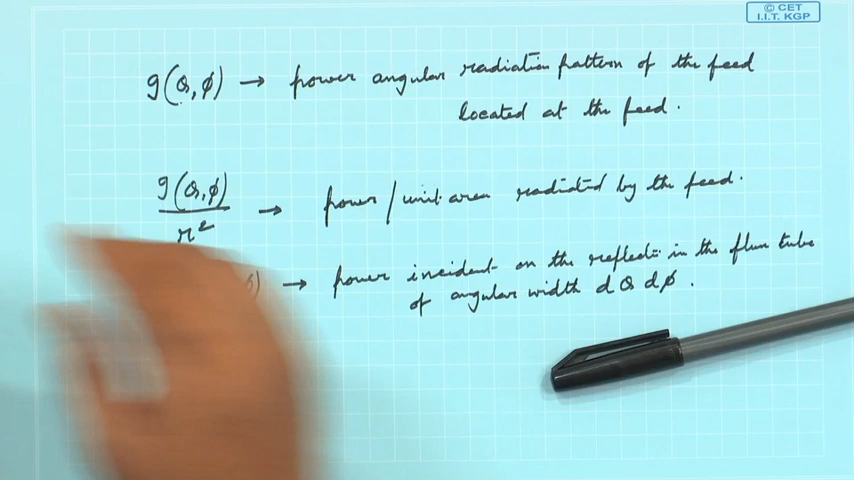 © CET
I.I.T. KGP
g(θ,φ) → power angular radiation pattern of the feed
located at the feed.
g(θ,φ)/r² → power/unit area radiated by the feed.
φ) → power incident on the reflector in the flux tube
of angular width dθ dφ.